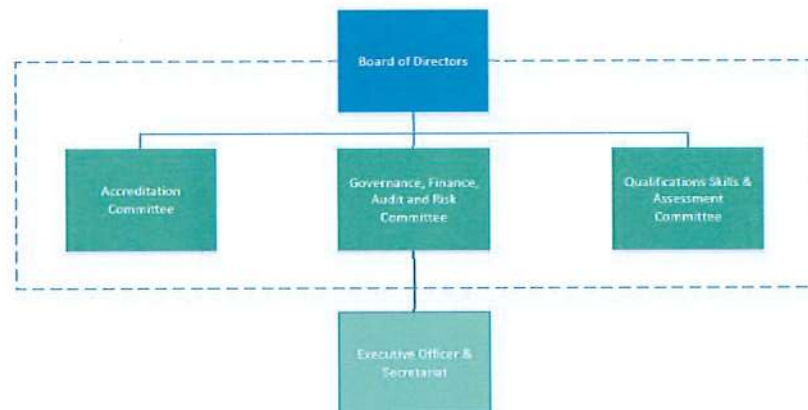 Board of Directors
Accreditation
Committee
Governance, Finance,
Audit and Risk
Committee
Qualifications Skills &
Assessment
Committee
Executive Officer &
Secretariat